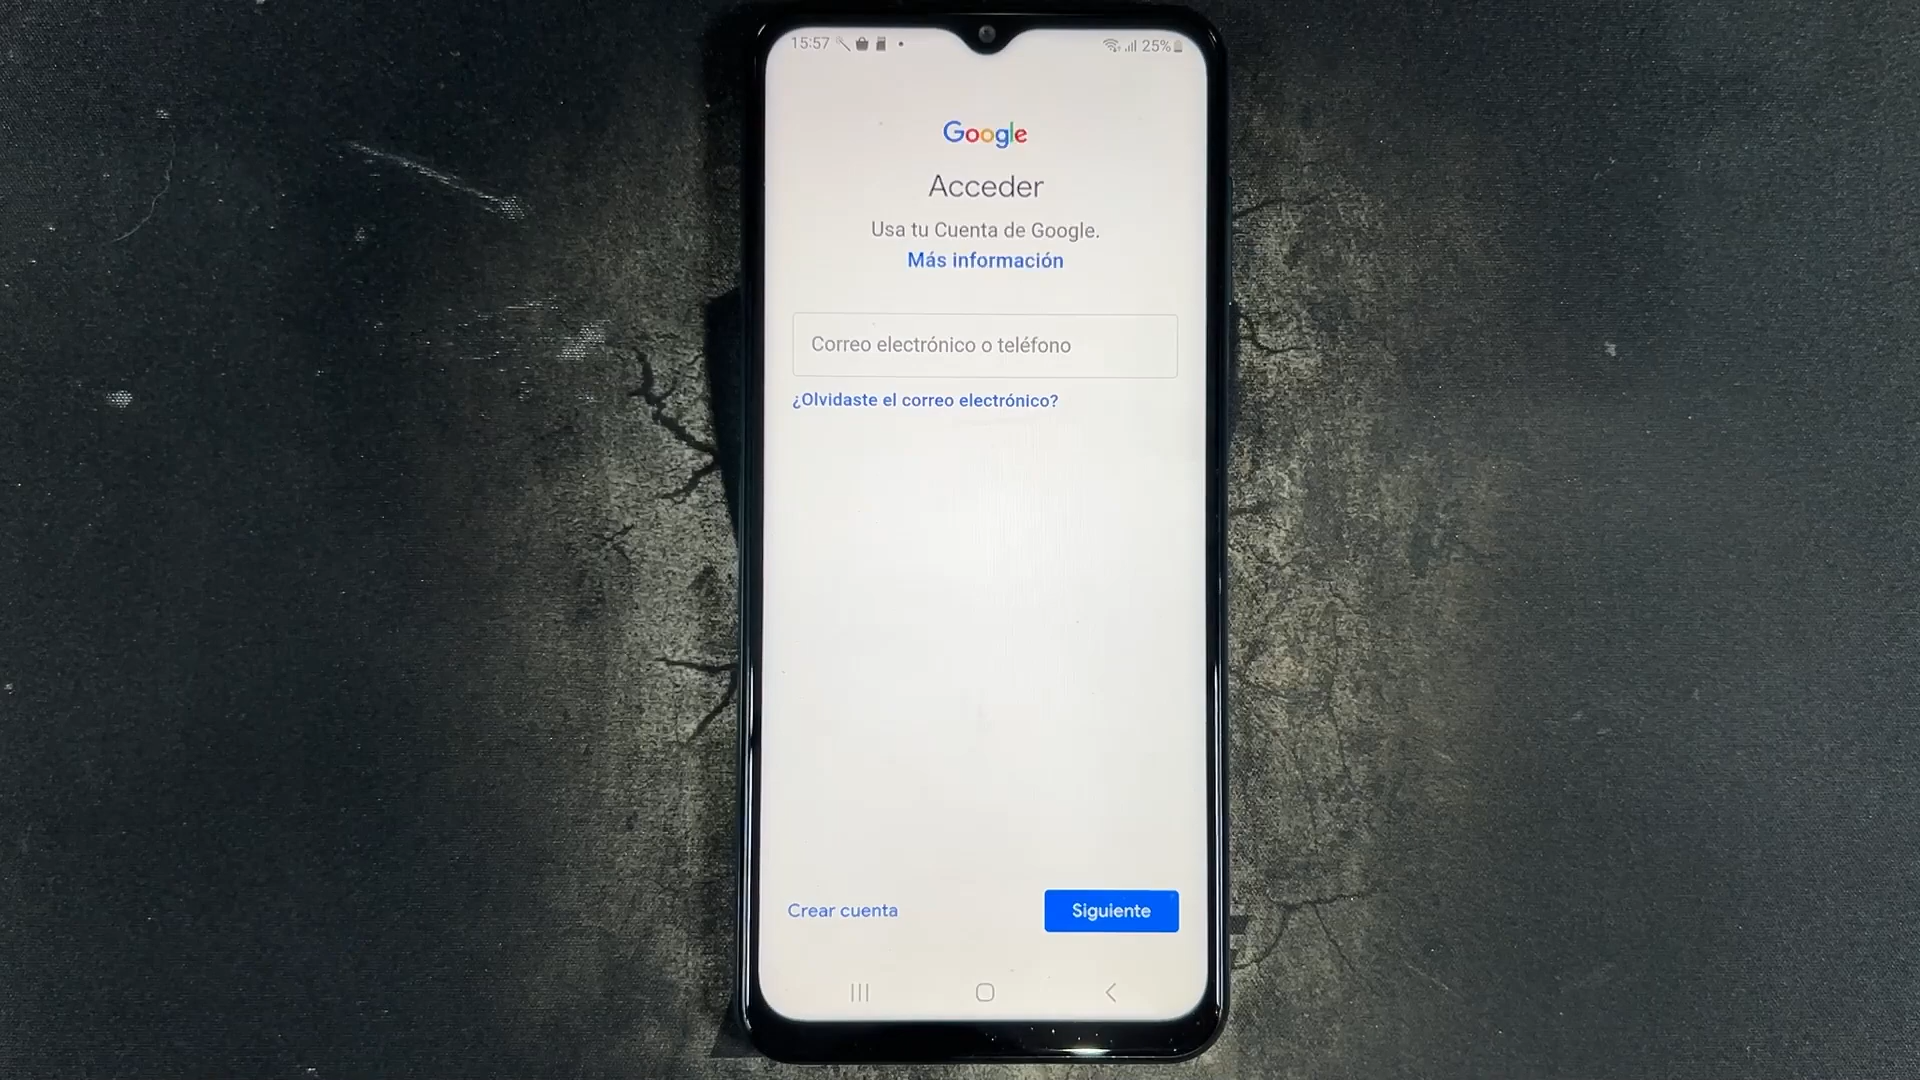 15:57 25%
Google
Acceder
Usa tu Cuenta de Google.
Más información
Correo electrónico o teléfono
¿Olvidaste el correo electrónico?
Crear cuenta Siguiente